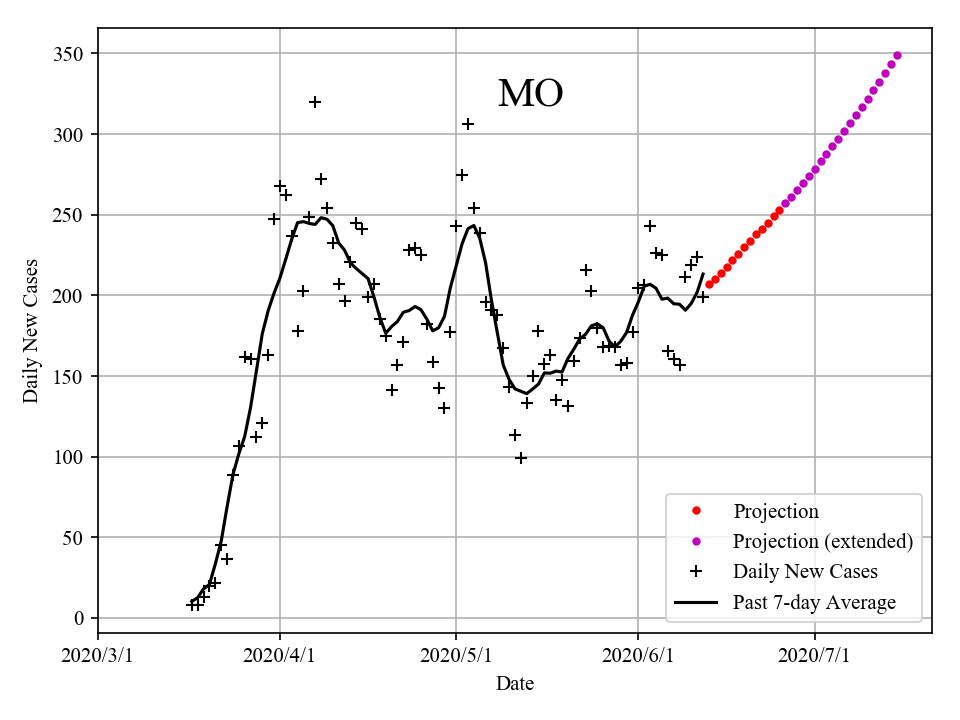 MO
Daily New Cases
350
300
250
200
150
100
50
0
2020/3/1 2020/4/1 2020/5/1 2020/6/1 2020/7/1
Date
Projection
Projection (extended)
Daily New Cases
Past 7-day Average